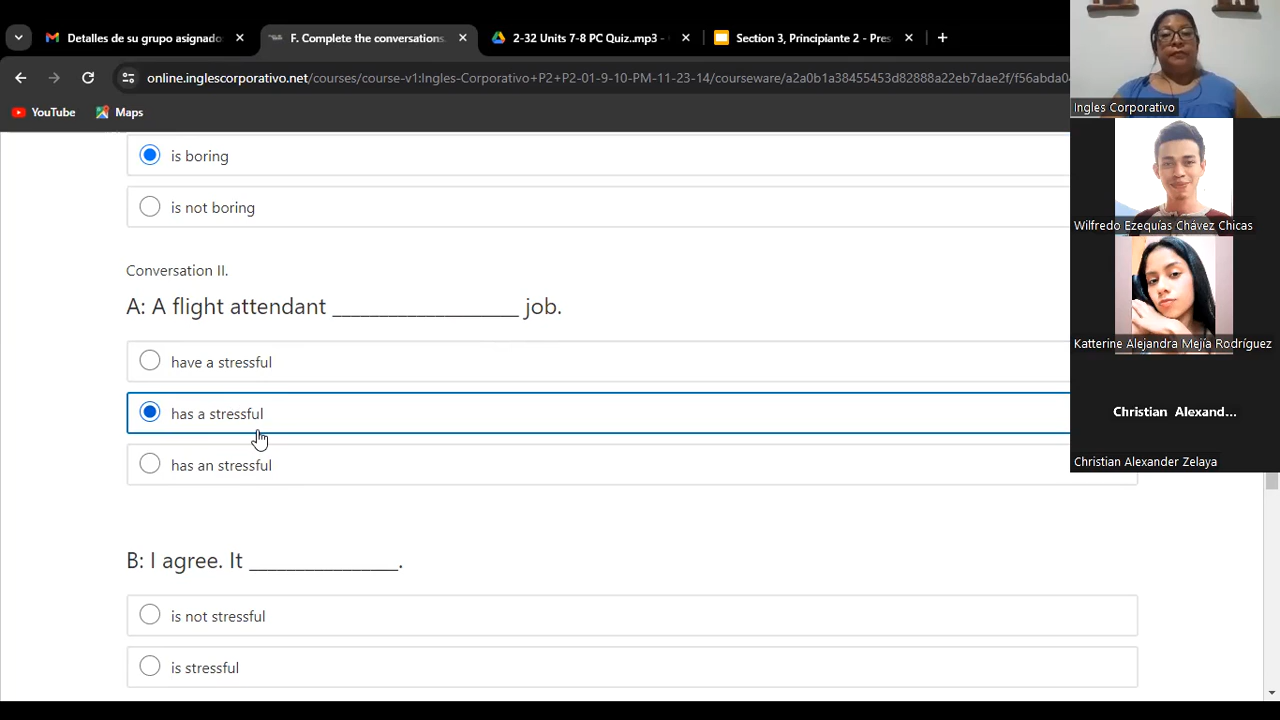 Detalles de su grupo asignado
F. Complete the conversations
2-32 Units 7-8 PC Quiz..mp3 -
Section 3, Principiante 2 - Pres
online.inglescorporativo.net/courses/course-v1:Ingles-Corporativo+P2+P2-01-9-10-PM-11-23-14/courseware/a2a0b1a38455453d82888a22eb7dae2f/f56abda0
YouTube
Maps
is boring
is not boring
Conversation II.
A: A flight attendant ____________________ job.
have a stressful
has a stressful
has an stressful
B: I agree. It ________________.
is not stressful
is stressful
Ingles Corporativo
Wilfredo Ezequías Chávez Chicas
Katterine Alejandra Mejía Rodríguez
Christian Alexand...
Christian Alexander Zelaya